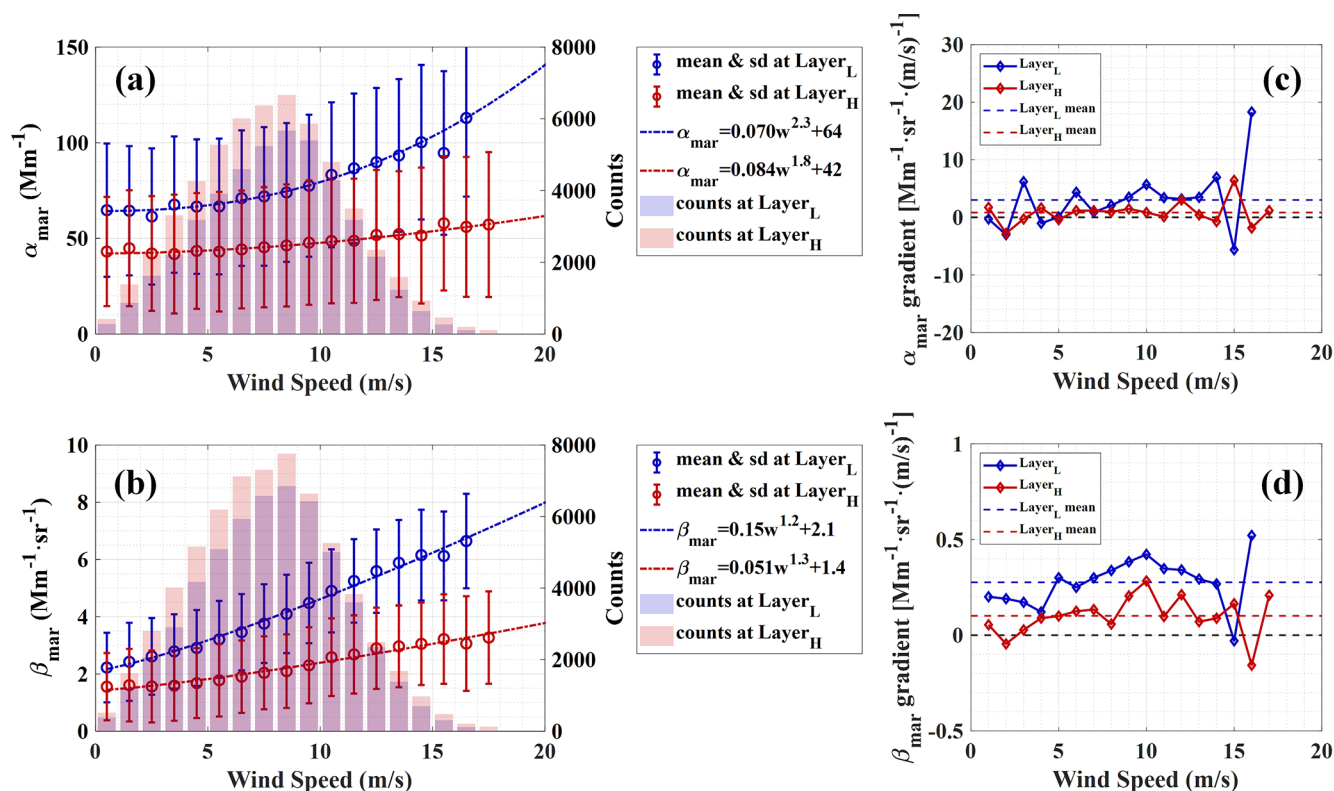 (a)
150
100
50
0
α_mar (Mm^-1)
8000
6000
4000
2000
0
Counts
0 5 10 15 20
Wind Speed (m/s)
mean & sd at Layer_L
mean & sd at Layer_H
α_mar=0.070w^2.3+64
α_mar=0.084w^1.8+42
counts at Layer_L
counts at Layer_H
(c)
30
20
10
0
-10
-20
α_mar gradient [Mm^-1·sr^-1·(m/s)^-1]
Layer_L
Layer_H
Layer_L mean
Layer_H mean
0 5 10 15 20
Wind Speed (m/s)
(b)
10
8
6
4
2
0
β_mar (Mm^-1·sr^-1)
8000
6000
4000
2000
0
Counts
0 5 10 15 20
Wind Speed (m/s)
mean & sd at Layer_L
mean & sd at Layer_H
β_mar=0.15w^1.2+2.1
β_mar=0.051w^1.3+1.4
counts at Layer_L
counts at Layer_H
(d)
1
0.5
0
-0.5
β_mar gradient [Mm^-1·sr^-1·(m/s)^-1]
Layer_L
Layer_H
Layer_L mean
Layer_H mean
0 5 10 15 20
Wind Speed (m/s)